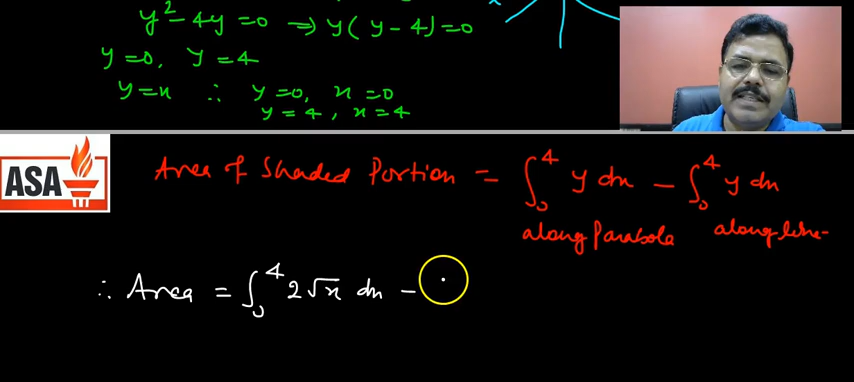 y² - 4y = 0 ⇒ y(y - 4) = 0
y = 0, y = 4
y = x ∴ y = 0, x = 0
y = 4, x = 4
ASA
Area of Shaded Portion = ∫₀⁴ y dx - ∫₀⁴ y dx
along Parabola along line
∴ Area = ∫₀⁴ 2√x dx -